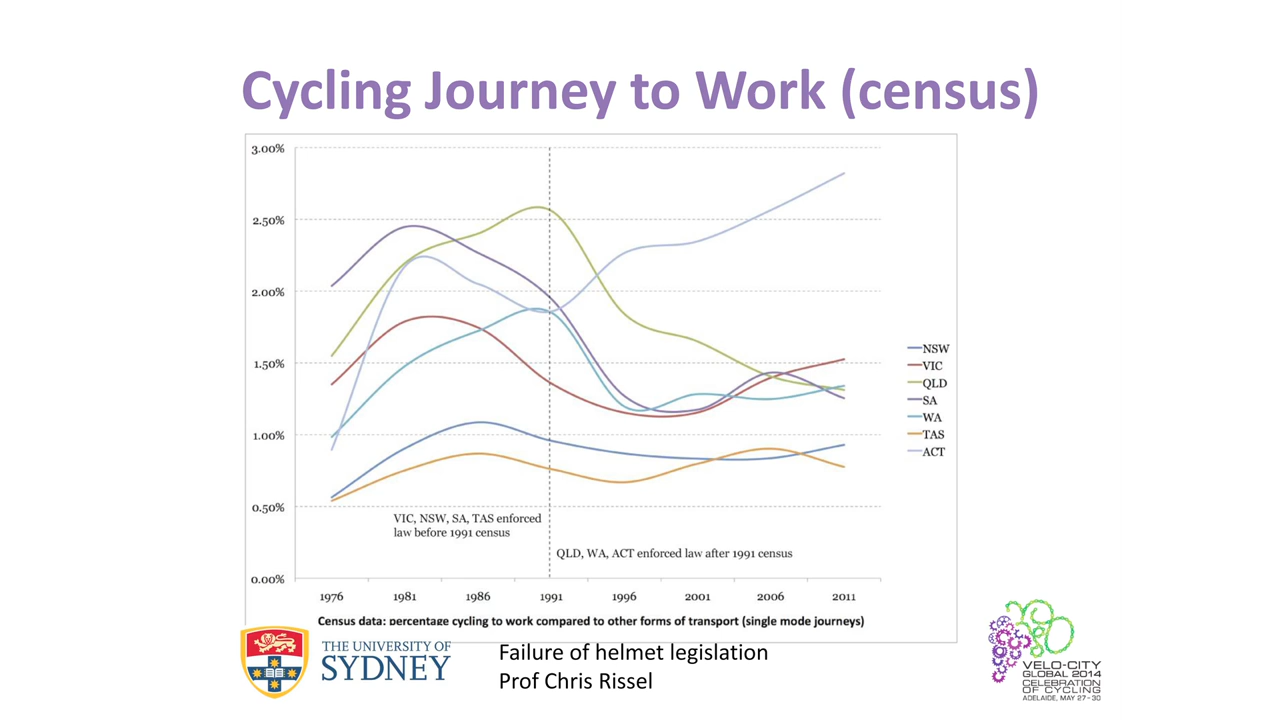 Cycling Journey to Work (census)
3.00%
2.50%
2.00%
1.50%
1.00%
0.50%
0.00%
NSW
VIC
QLD
SA
WA
TAS
ACT
VIC, NSW, SA, TAS enforced
law before 1991 census
QLD, WA, ACT enforced law after 1991 census
1976 1981 1986 1991 1996 2001 2006 2011
Census data: percentage cycling to work compared to other forms of transport (single mode journeys)
THE UNIVERSITY OF
SYDNEY
Failure of helmet legislation
Prof Chris Rissel
VELO-CITY
GLOBAL 2014
CELEBRATION
OF CYCLING
ADELAIDE, MAY 27-30